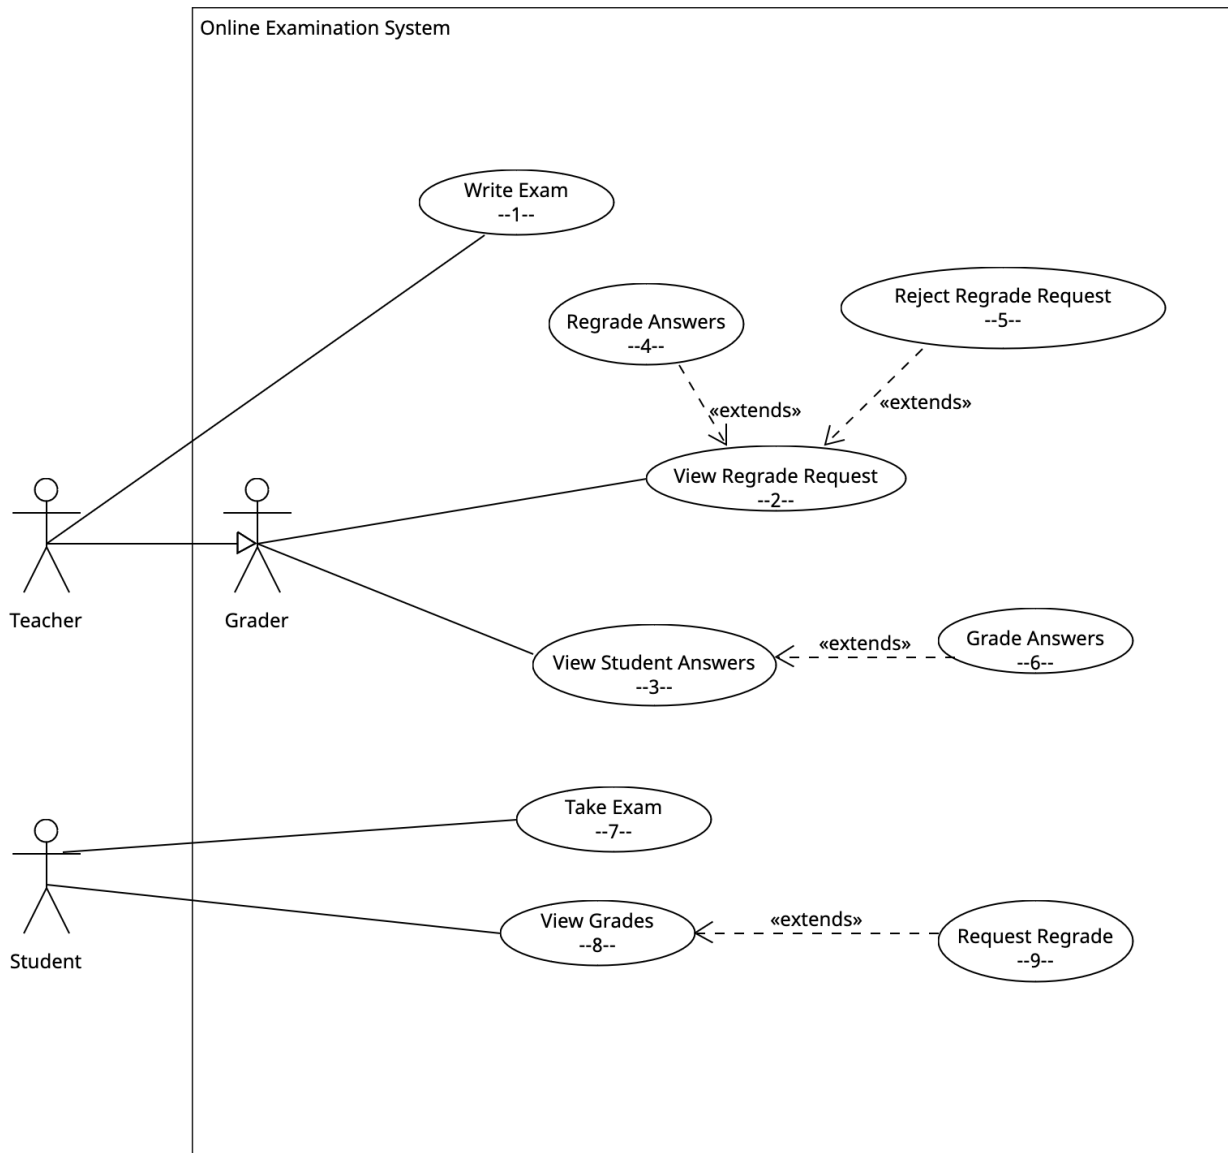 Online Examination System
Write Exam
--1--
Regrade Answers
--4--
Reject Regrade Request
--5--
«extends»
«extends»
View Regrade Request
--2--
Teacher
Grader
View Student Answers
--3--
«extends»
Grade Answers
--6--
Take Exam
--7--
Student
View Grades
--8--
«extends»
Request Regrade
--9--